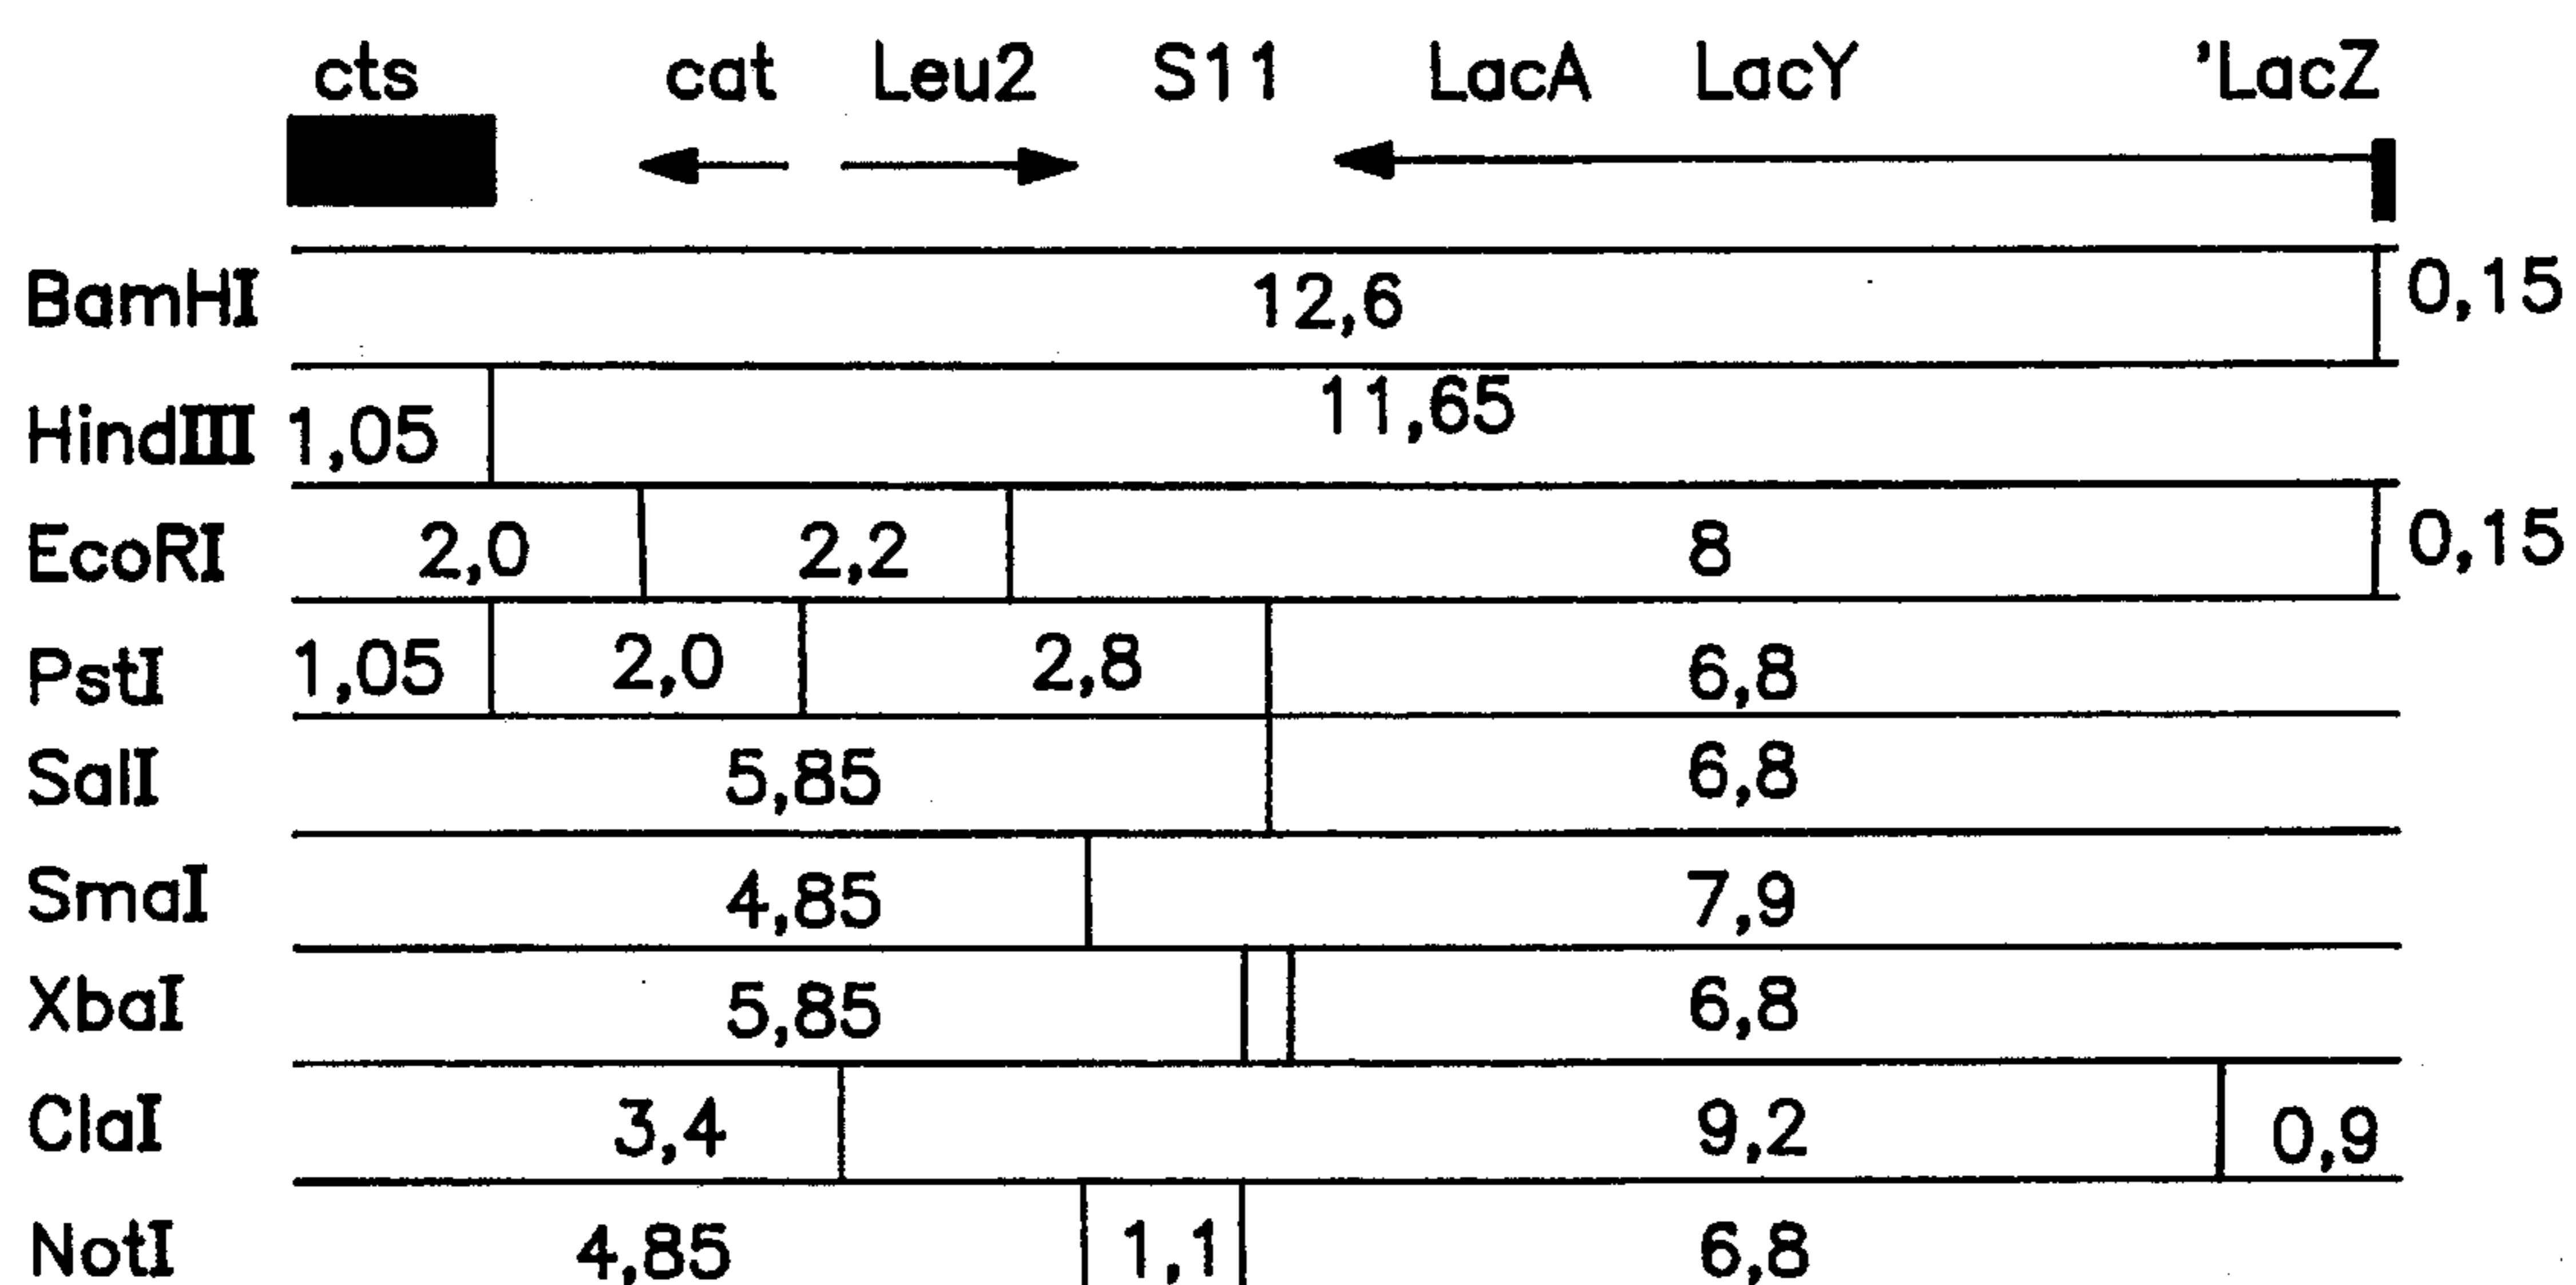 cts cat Leu2 S11 LacA LacY 'LacZ
BamHI 12,6 0,15
HindIII 1,05 11,65
EcoRI 2,0 2,2 8 0,15
PstI 1,05 2,0 2,8 6,8
SalI 5,85 6,8
SmaI 4,85 7,9
XbaI 5,85 6,8
ClaI 3,4 9,2 0,9
NotI 4,85 1,1 6,8